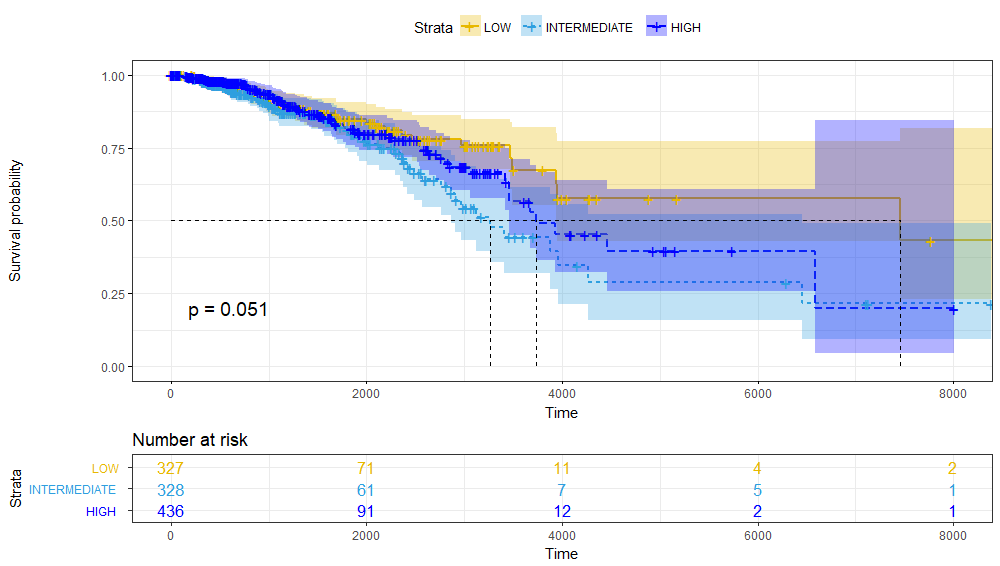 Strata LOW INTERMEDIATE HIGH
Survival probability
1.00
0.75
0.50
0.25
0.00
p = 0.051
0 2000 4000 6000 8000
Time
Number at risk
Strata
LOW 327 71 11 4 2
INTERMEDIATE 328 61 7 5 1
HIGH 436 91 12 2 1
0 2000 4000 6000 8000
Time